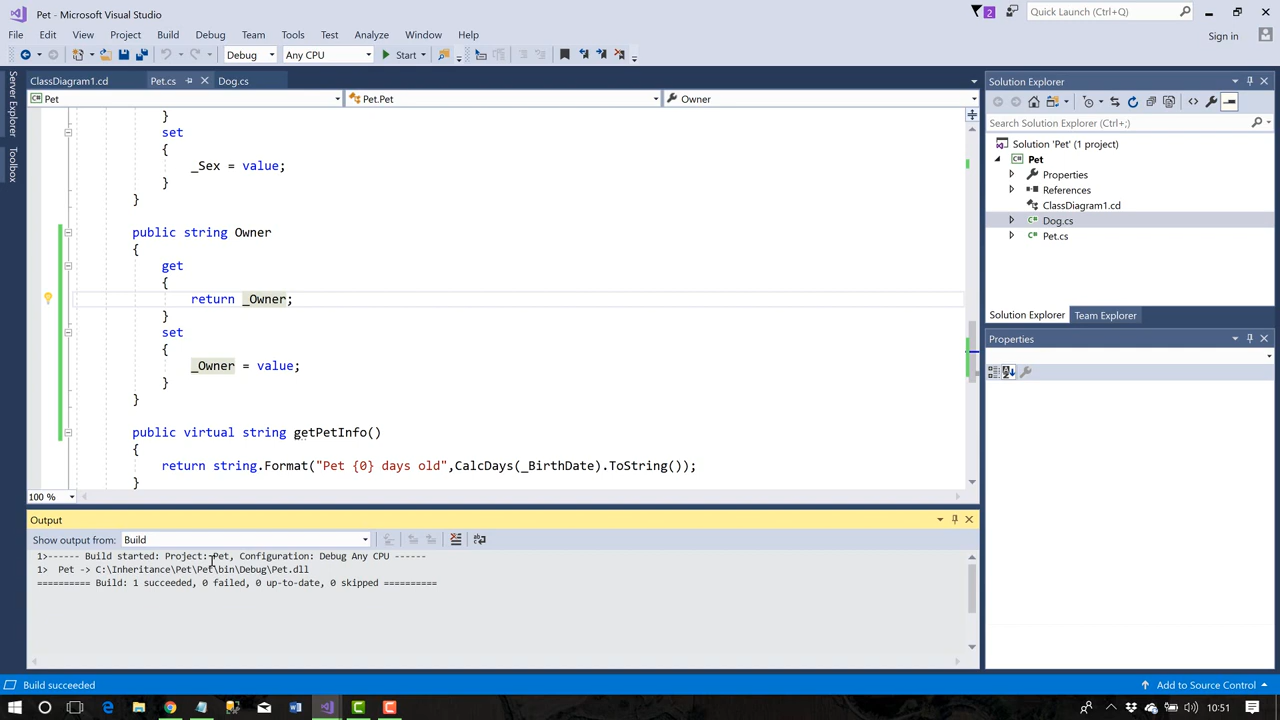 Pet - Microsoft Visual Studio
2
Quick Launch (Ctrl+Q)
File Edit View Project Build Debug Team Tools Test Analyze Window Help
Sign in
Debug Any CPU Start
Server Explorer
Toolbox
ClassDiagram1.cd Pet.cs Dog.cs
Pet Pet.Pet Owner
}
set
{
_Sex = value;
}
}
public string Owner
{
get
{
return _Owner;
}
set
{
_Owner = value;
}
}
public virtual string getPetInfo()
{
return string.Format("Pet {0} days old",CalcDays(_BirthDate).ToString());
}
100 %
Output
Show output from: Build
1>------ Build started: Project: Pet, Configuration: Debug Any CPU ------
1> Pet -> C:\Inheritance\Pet\Pet\bin\Debug\Pet.dll
========== Build: 1 succeeded, 0 failed, 0 up-to-date, 0 skipped ==========
Solution Explorer
Search Solution Explorer (Ctrl+;)
Solution 'Pet' (1 project)
Pet
Properties
References
ClassDiagram1.cd
Dog.cs
Pet.cs
Solution Explorer Team Explorer
Properties
Build succeeded
Add to Source Control
10:51